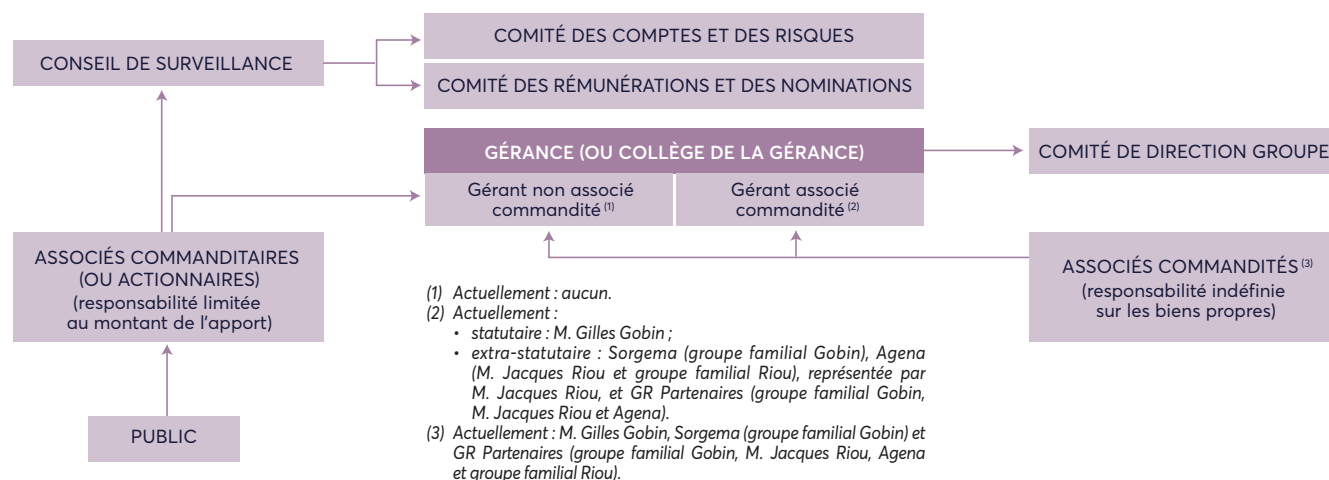 COMITÉ DES COMPTES ET DES RISQUES
CONSEIL DE SURVEILLANCE
COMITÉ DES RÉMUNÉRATIONS ET DES NOMINATIONS
GÉRANCE (OU COLLÈGE DE LA GÉRANCE)
COMITÉ DE DIRECTION GROUPE
Gérant non associé
commandité (1)
Gérant associé
commandité (2)
ASSOCIÉS COMMANDITAIRES
(OU ACTIONNAIRES)
(responsabilité limitée
au montant de l'apport)
ASSOCIÉS COMMANDITÉS (3)
(responsabilité indéfinie
sur les biens propres)
PUBLIC
(1) Actuellement : aucun.
(2) Actuellement :
• statutaire : M. Gilles Gobin ;
• extra-statutaire : Sorgema (groupe familial Gobin), Agena
(M. Jacques Riou et groupe familial Riou), représentée par
M. Jacques Riou, et GR Partenaires (groupe familial Gobin,
M. Jacques Riou et Agena).
(3) Actuellement : M. Gilles Gobin, Sorgema (groupe familial Gobin) et
GR Partenaires (groupe familial Gobin, M. Jacques Riou, Agena
et groupe familial Riou).